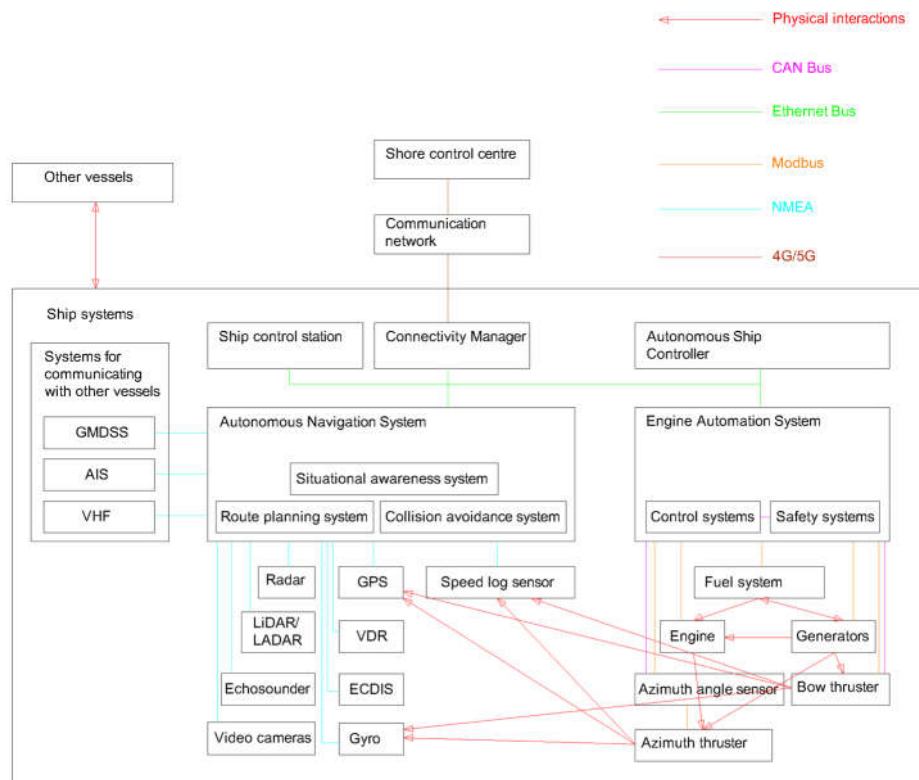 Physical interactions
CAN Bus
Ethernet Bus
Modbus
NMEA
4G/5G
Shore control centre
Other vessels
Communication
network
Ship systems
Ship control station
Connectivity Manager
Autonomous Ship
Controller
Systems for
communicating
with other vessels
GMDSS
AIS
VHF
Autonomous Navigation System
Situational awareness system
Route planning system
Collision avoidance system
Engine Automation System
Control systems
Safety systems
Radar
GPS
Speed log sensor
Fuel system
LiDAR/
LADAR
VDR
Engine
Generators
Echosounder
ECDIS
Azimuth angle sensor
Bow thruster
Video cameras
Gyro
Azimuth thruster